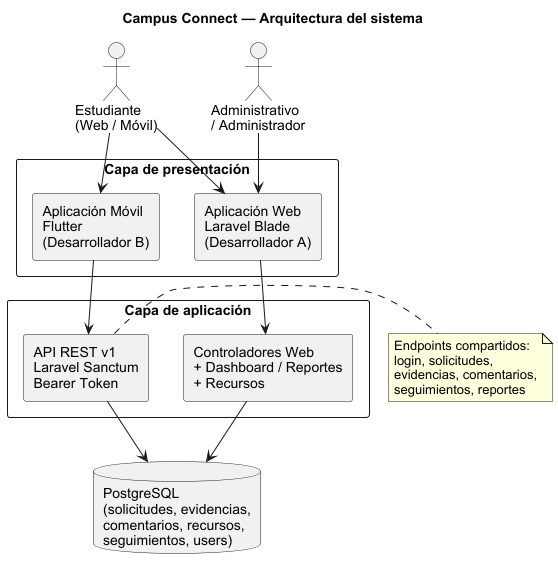 Campus Connect — Arquitectura del sistema
Estudiante
(Web / Móvil)
Administrativo
/ Administrador
Capa de presentación
Aplicación Móvil
Flutter
(Desarrollador B)
Aplicación Web
Laravel Blade
(Desarrollador A)
Capa de aplicación
API REST v1
Laravel Sanctum
Bearer Token
Controladores Web
+ Dashboard / Reportes
+ Recursos
Endpoints compartidos:
login, solicitudes,
evidencias, comentarios,
seguimientos, reportes
PostgreSQL
(solicitudes, evidencias,
comentarios, recursos,
seguimientos, users)